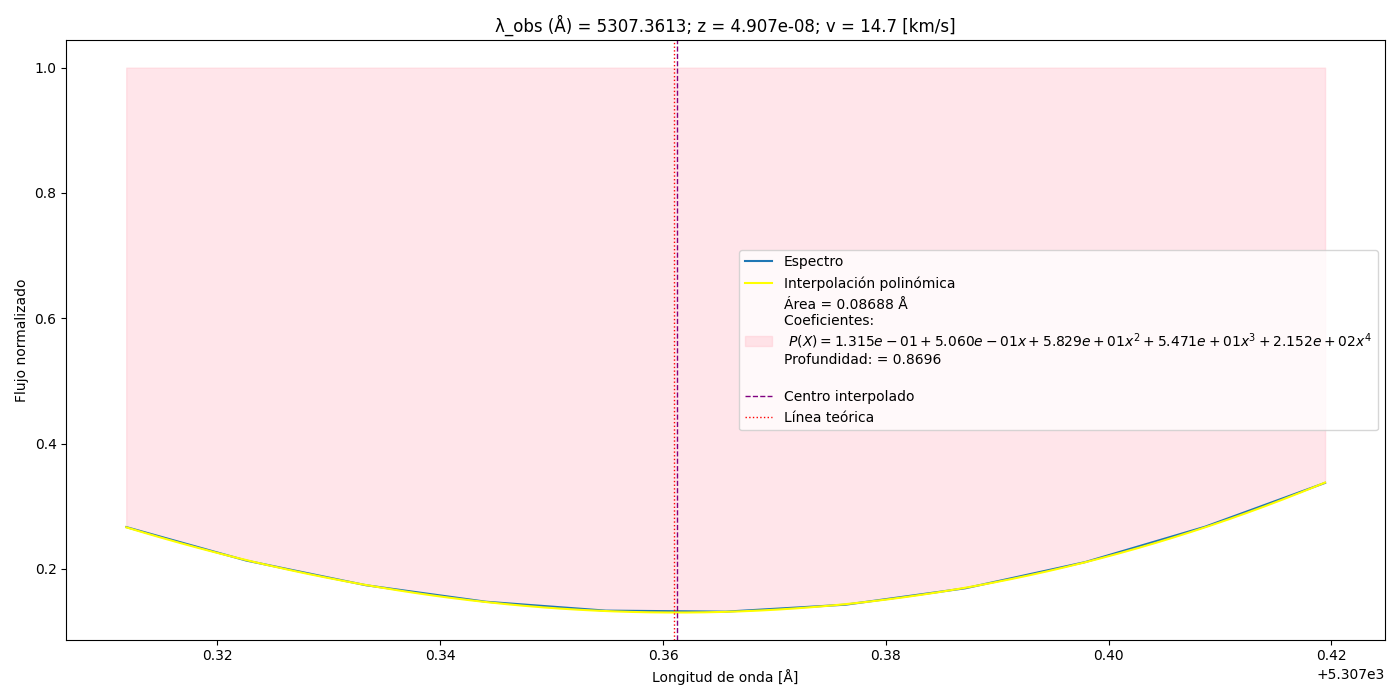 λ_obs (Å) = 5307.3613; z = 4.907e-08; v = 14.7 [km/s]
1.0
0.8
0.6
0.4
0.2
Flujo normalizado
Espectro
Interpolación polinómica
Área = 0.08688 Å
Coeficientes:
P(X) = 1.315e − 01 + 5.060e − 01x + 5.829e + 01x² + 5.471e + 01x³ + 2.152e + 02x⁴
Profundidad: = 0.8696
Centro interpolado
Línea teórica
0.32 0.34 0.36 0.38 0.40 0.42
+5.307e3
Longitud de onda [Å]